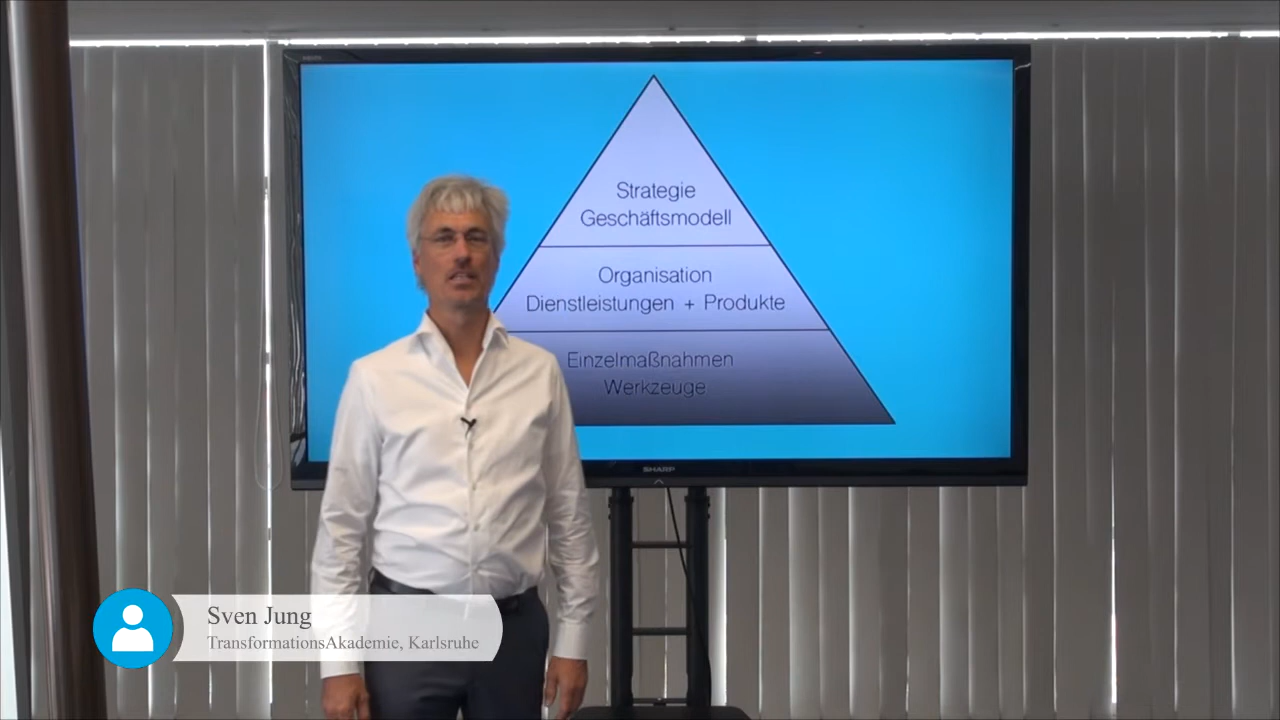 Strategie
Geschäftsmodell
Organisation
Dienstleistungen + Produkte
Einzelmaßnahmen
Werkzeuge
SHARP
Sven Jung
TransformationsAkademie, Karlsruhe